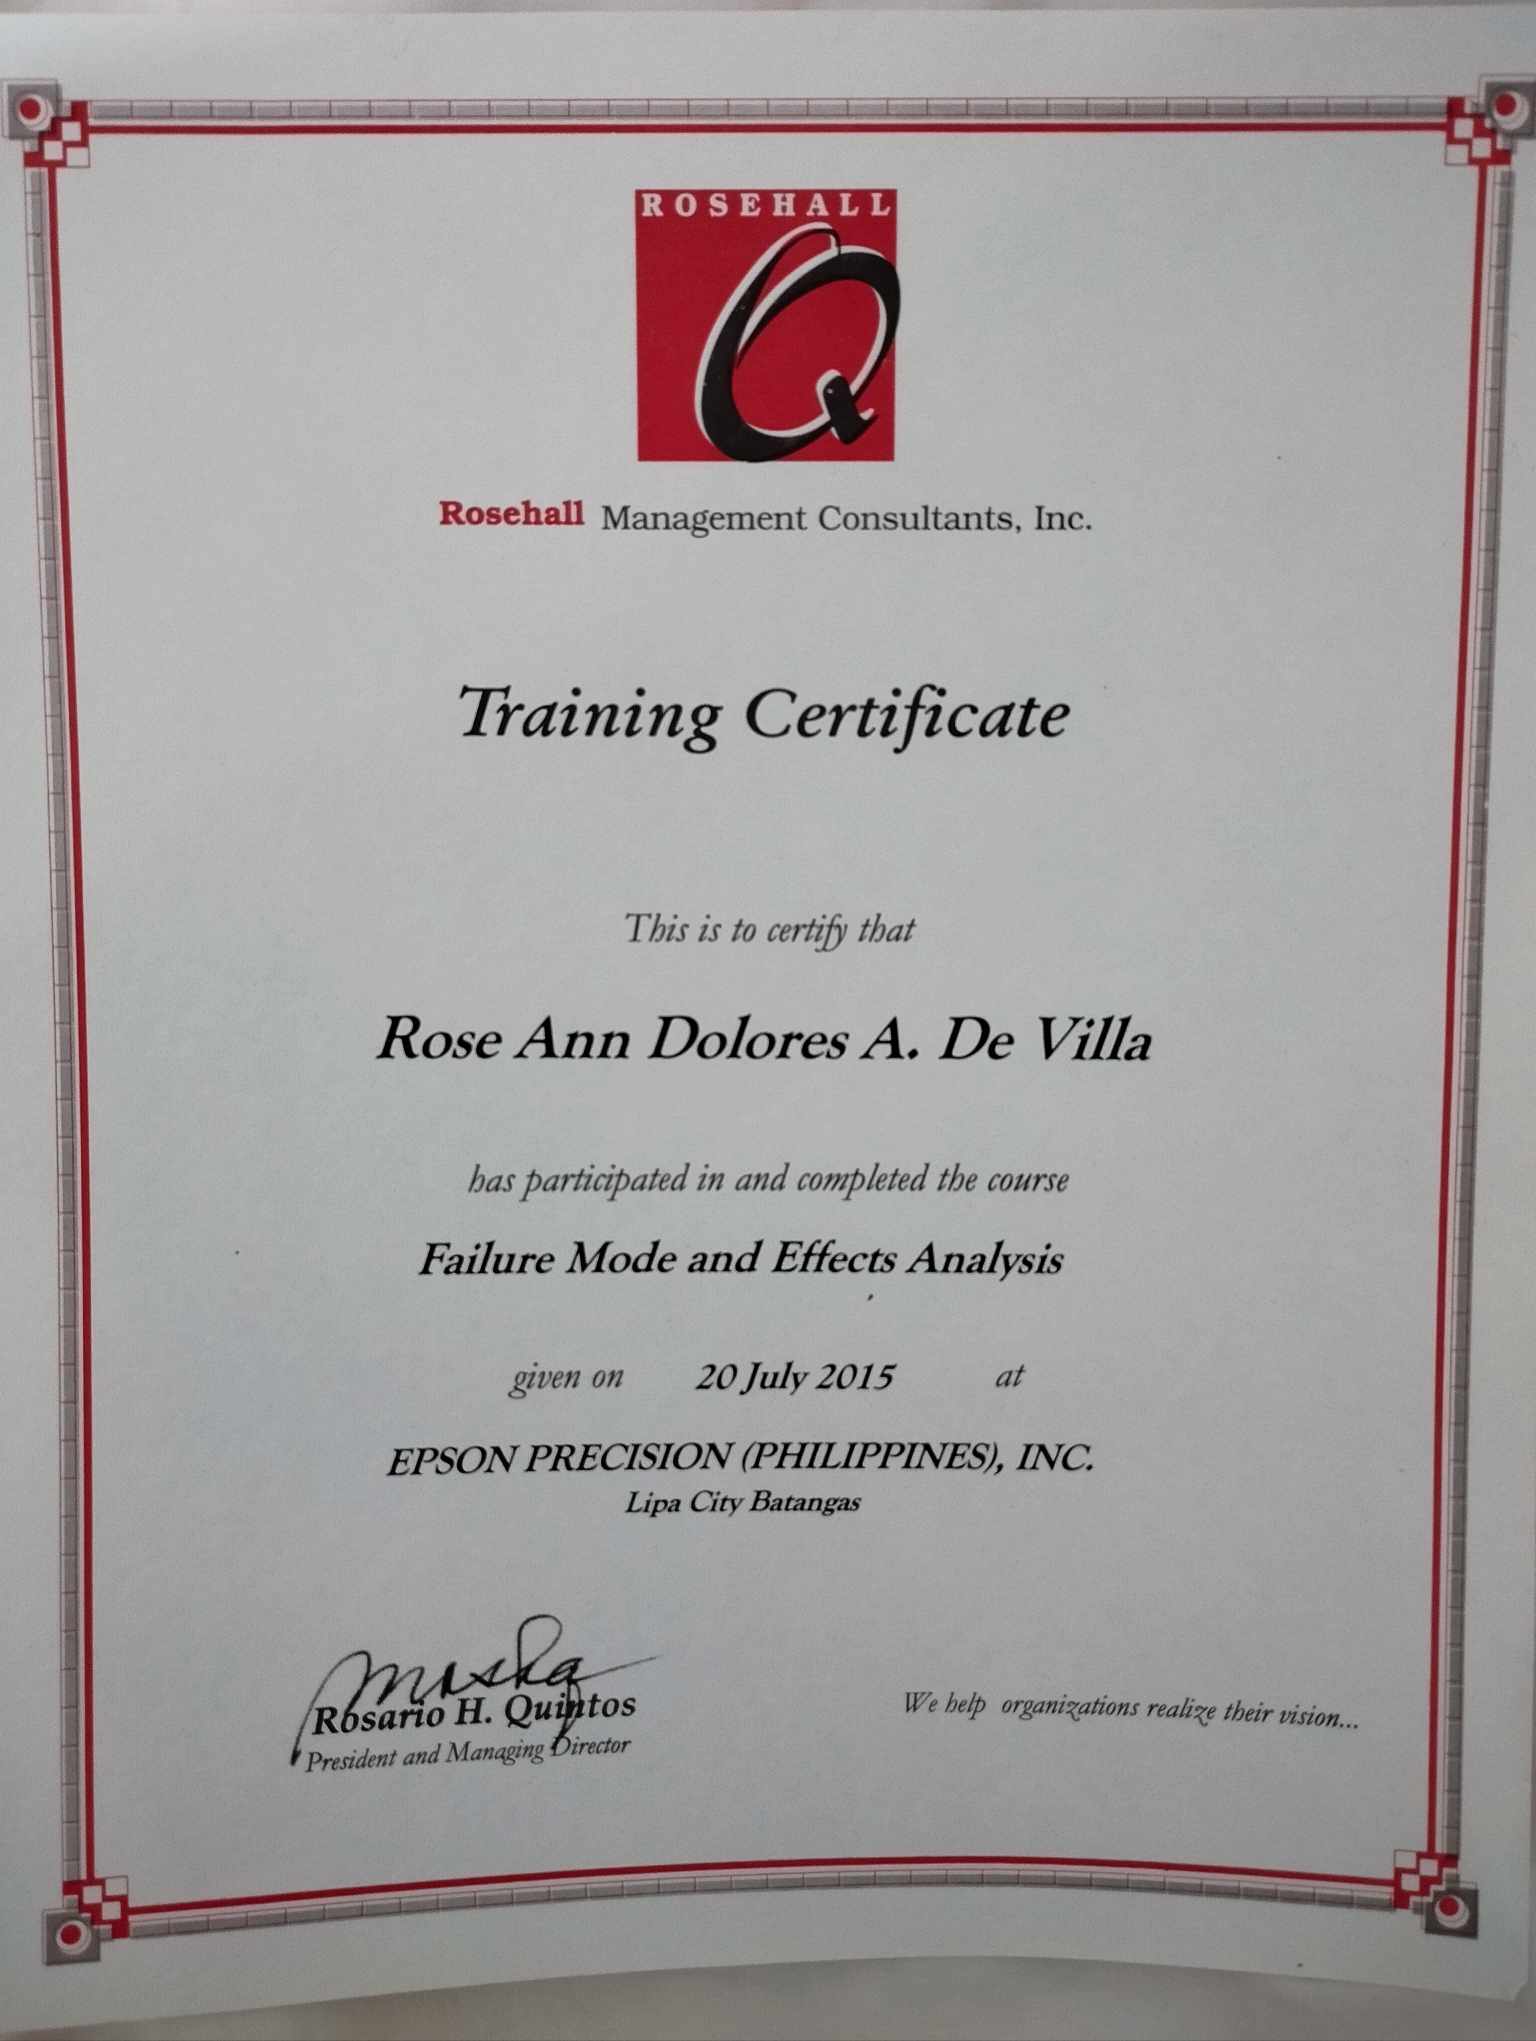 ROSEHALL
Q
Rosehall Management Consultants, Inc.
Training Certificate
This is to certify that
Rose Ann Dolores A. De Villa
has participated in and completed the course
Failure Mode and Effects Analysis
given on 20 July 2015 at
EPSON PRECISION (PHILIPPINES), INC.
Lipa City Batangas
Rosario H. Quintos
President and Managing Director
We help organizations realize their vision...